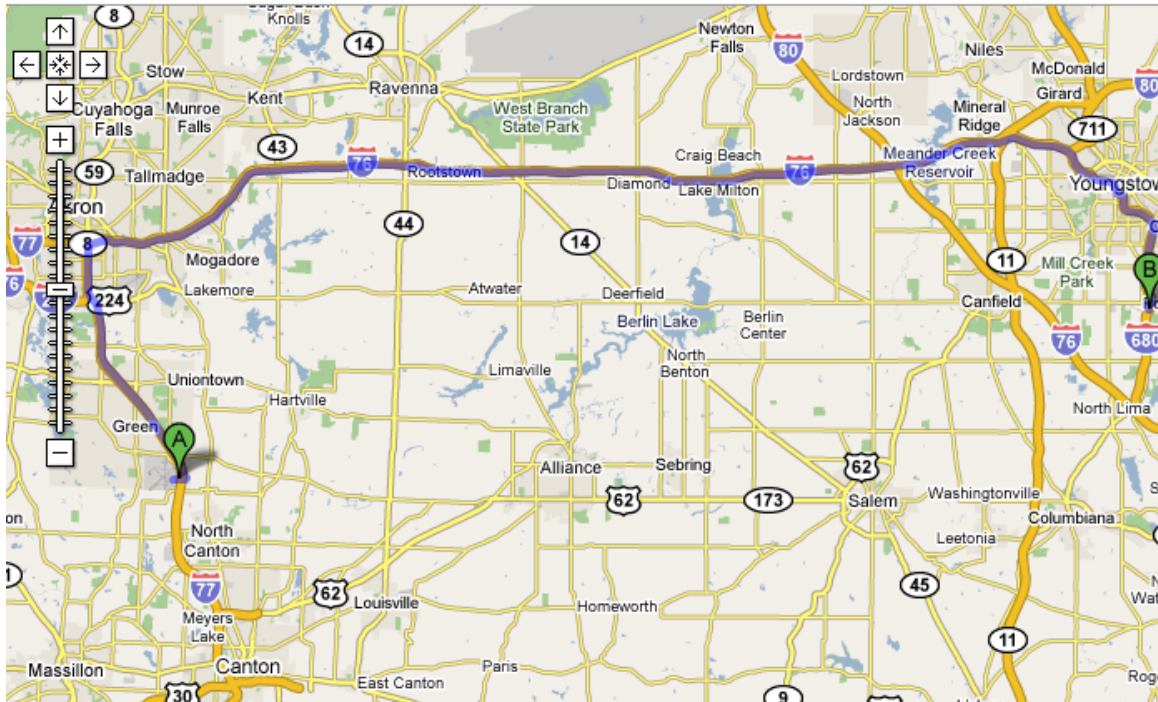 8
Knolls
14
Newton
Falls
80
Niles
McDonald
Girard
80
Stow
Kent
Ravenna
Lordstown
Cuyahoga
Falls
Munroe
Falls
West Branch
State Park
North
Jackson
Mineral
Ridge
711
43
76
Rootstown
Craig Beach
76
Meander Creek
Reservoir
59
Tallmadge
Diamond
Lake Milton
Youngstow
44
77
8
14
Mogadore
11
Mill Creek
Park
B
76
224
Lakemore
Atwater
Deerfield
Canfield
Berlin Lake
Berlin
Center
76
680
North
Benton
Limaville
Uniontown
Hartville
North Lima
Green
A
Alliance
Sebring
62
62
173
Salem
Washingtonville
Columbiana
North
Canton
Leetonia
77
62
Louisville
Homeworth
45
Meyers
Lake
11
Massillon
Canton
Paris
East Canton
30
9